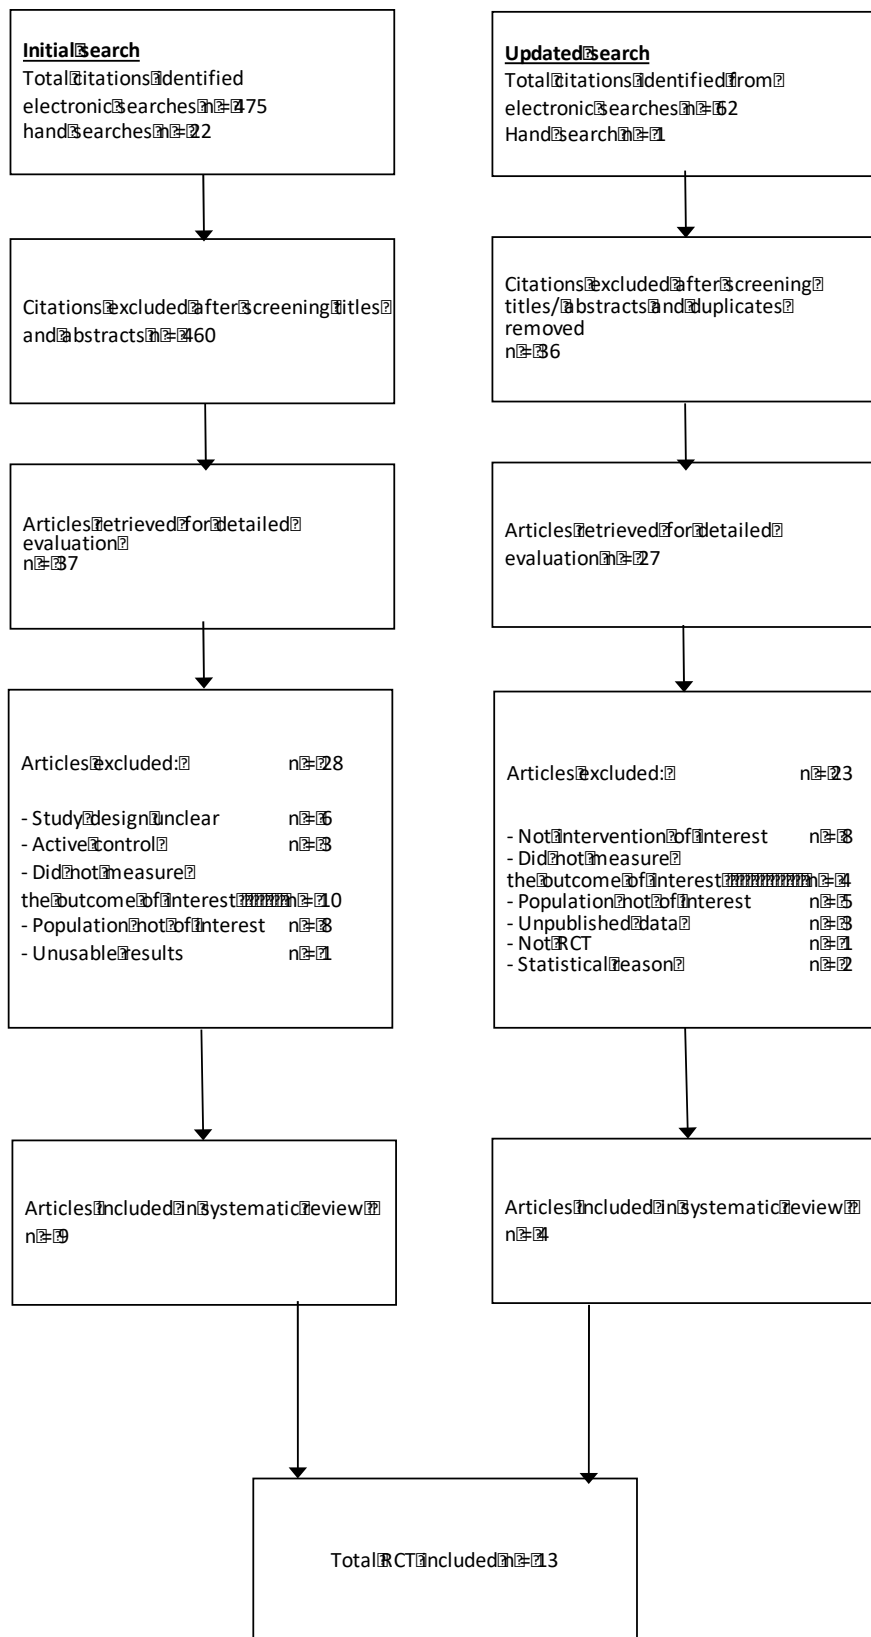 Initial search
Total citations identified
electronic searches n = 475
hand searches n = 22
Citations excluded after screening titles
and abstracts n = 460
Articles retrieved for detailed
evaluation
n = 37
Articles excluded: n = 28
- Study design unclear n = 6
- Active control n = 3
- Did not measure
the outcome of interest n = 10
- Population not of interest n = 8
- Unusable results n = 1
Articles included in systematic review
n = 9
Updated search
Total citations identified from
electronic searches n = 62
Hand search n = 1
Citations excluded after screening
titles/ abstracts and duplicates
removed
n = 36
Articles retrieved for detailed
evaluation n = 27
Articles excluded: n = 23
- Not intervention of interest n = 8
- Did not measure
the outcome of interest n = 4
- Population not of interest n = 5
- Unpublished data n = 3
- Not RCT n = 1
- Statistical reason n = 2
Articles included in systematic review
n = 4
Total RCT included n = 13